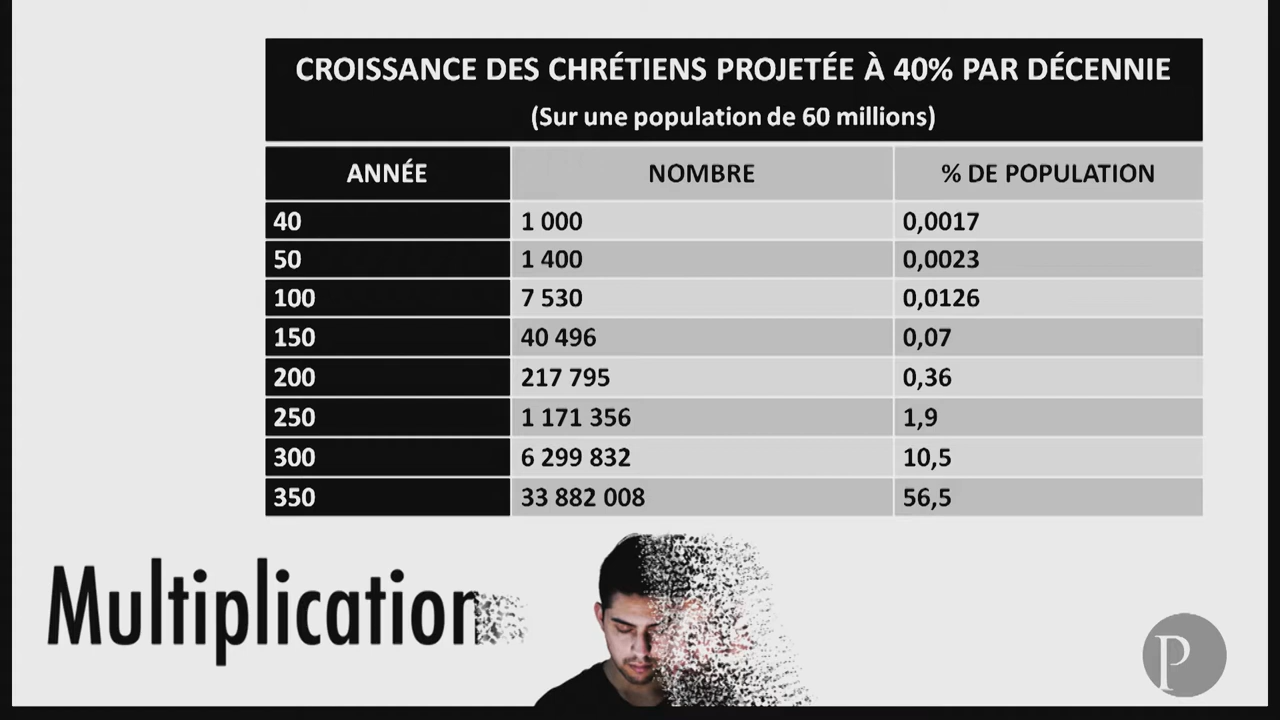 CROISSANCE DES CHRÉTIENS PROJETÉE À 40% PAR DÉCENNIE
(Sur une population de 60 millions)
ANNÉE NOMBRE % DE POPULATION
40 1 000 0,0017
50 1 400 0,0023
100 7 530 0,0126
150 40 496 0,07
200 217 795 0,36
250 1 171 356 1,9
300 6 299 832 10,5
350 33 882 008 56,5
Multiplication
P